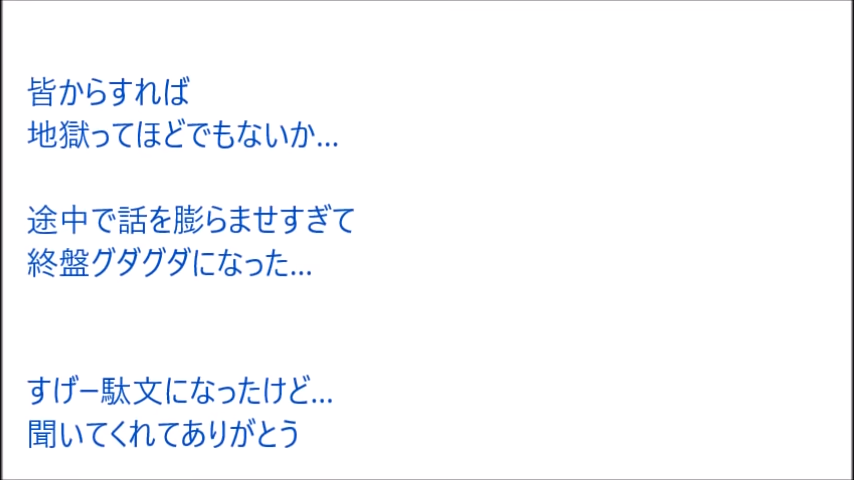 皆からすれば
地獄ってほどでもないか…
途中で話を膨らませすぎて
終盤グダグダになった…
すげー駄文になったけど…
聞いてくれてありがとう